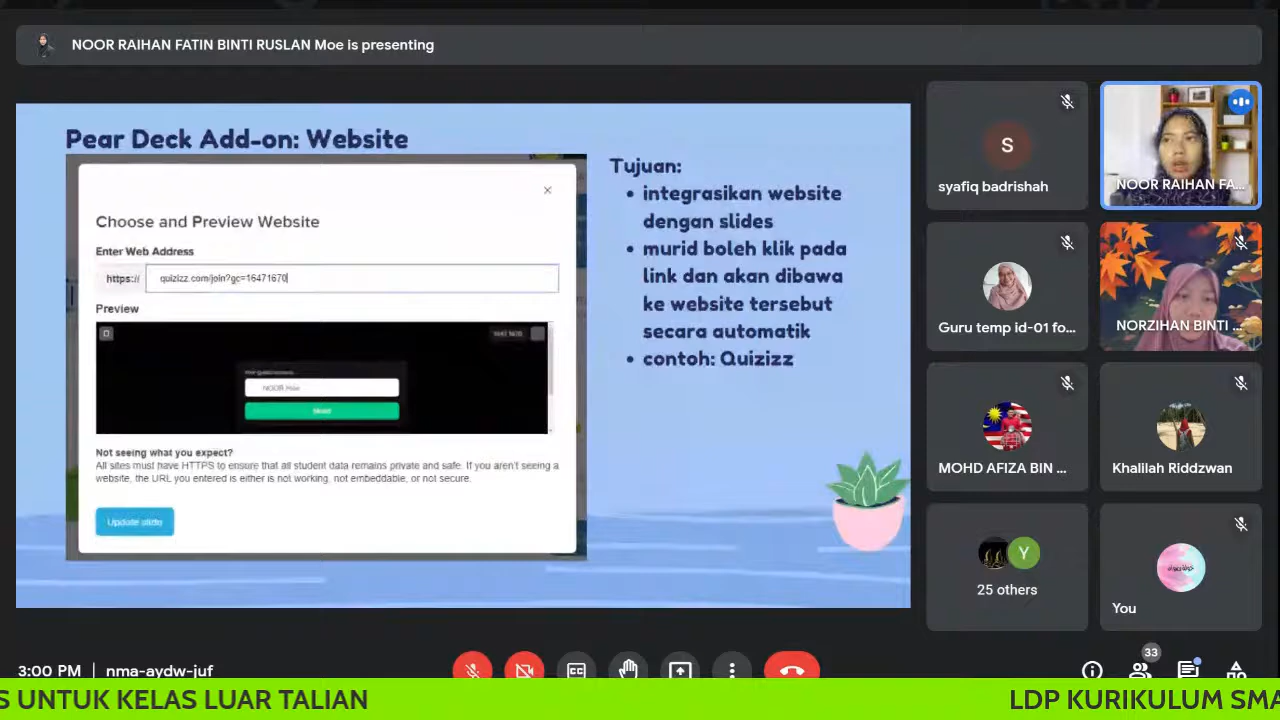 NOOR RAIHAN FATIN BINTI RUSLAN Moe is presenting
Pear Deck Add-on: Website
Choose and Preview Website
Enter Web Address
https://
quizizz.com/join?gc=16471670
Preview
Not seeing what you expect?
All sites must have HTTPS to ensure that all student data remains private and safe. If you aren't seeing a
website, the URL you entered is either is not working, not embeddable, or not secure.
Update slide
Tujuan:
• integrasikan website
dengan slides
• murid boleh klik pada
link dan akan dibawa
ke website tersebut
secara automatik
• contoh: Quizizz
S
syafiq badrishah
NOOR RAIHAN FA...
Guru temp id-01 fo...
NORZIHAN BINTI ...
MOHD AFIZA BIN ...
Khalilah Riddzwan
Y
25 others
You
3:00 PM | nma-aydw-juf
CC
33
S UNTUK KELAS LUAR TALIAN
LDP KURIKULUM SMA